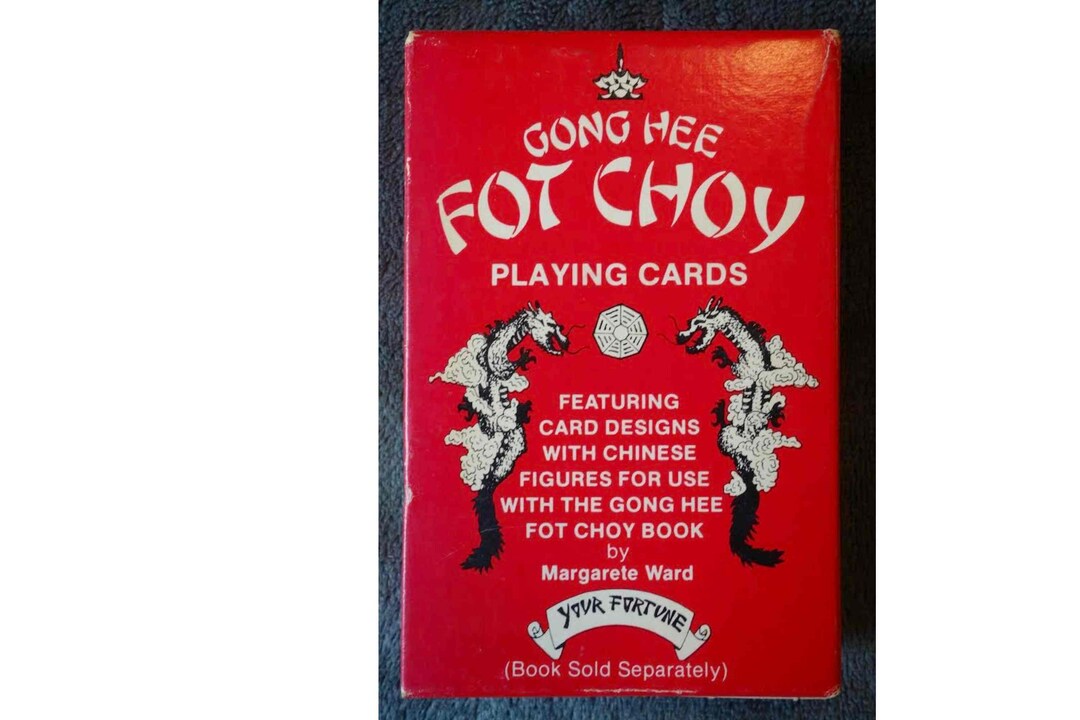 GONG HEE
FOT CHOY
PLAYING CARDS
FEATURING
CARD DESIGNS
WITH CHINESE
FIGURES FOR USE
WITH THE GONG HEE
FOT CHOY BOOK
by
Margarete Ward
YOUR FORTUNE
(Book Sold Separately)